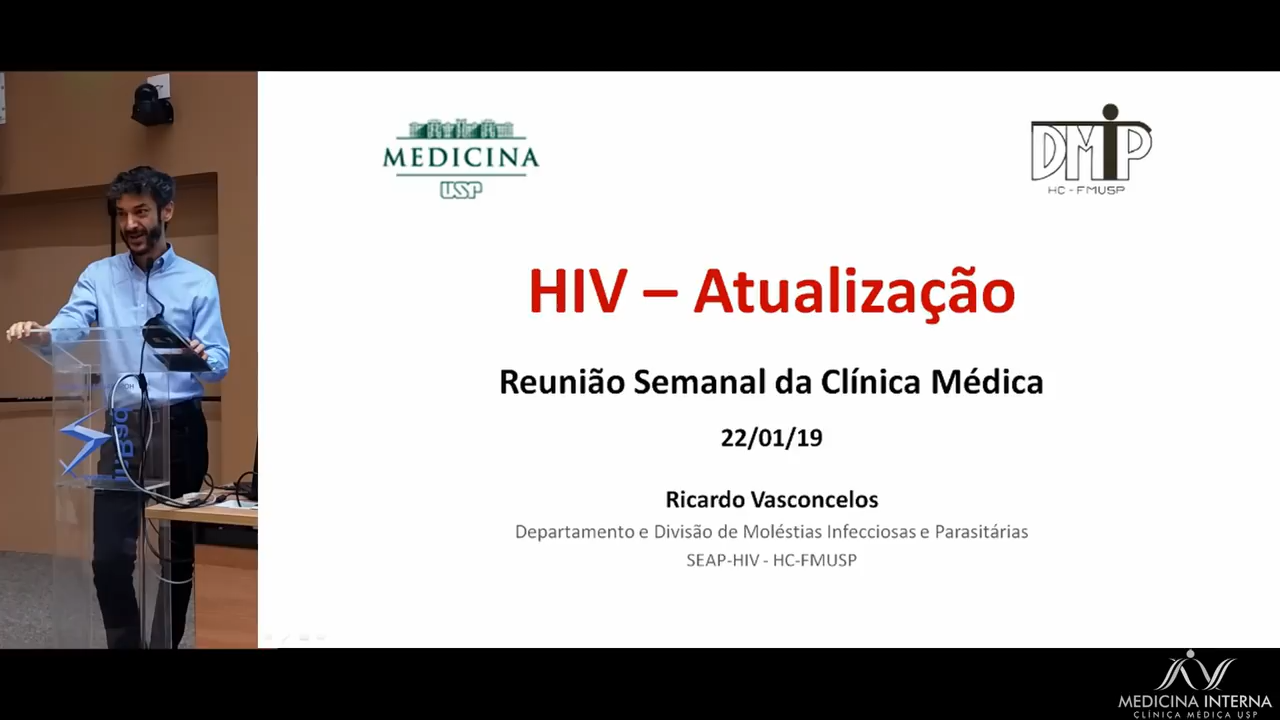 MEDICINA
USP
DMIP
HC - FMUSP
HIV – Atualização
Reunião Semanal da Clínica Médica
22/01/19
Ricardo Vasconcelos
Departamento e Divisão de Moléstias Infecciosas e Parasitárias
SEAP-HIV - HC-FMUSP
MEDICINA INTERNA
CLÍNICA MÉDICA USP